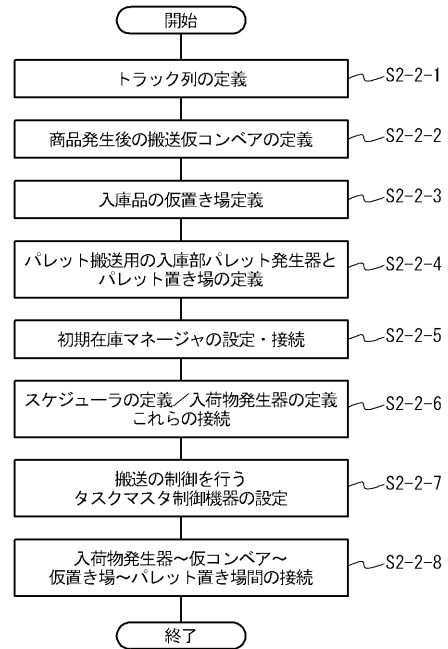 開始
トラック列の定義
S2-2-1
商品発生後の搬送仮コンベアの定義
S2-2-2
入庫品の仮置き場定義
S2-2-3
パレット搬送用の入庫部パレット発生器と
パレット置き場の定義
S2-2-4
初期在庫マネージャの設定・接続
S2-2-5
スケジューラの定義／入荷物発生器の定義
これらの接続
S2-2-6
搬送の制御を行う
タスクマスタ制御機器の設定
S2-2-7
入荷物発生器～仮コンベア～
仮置き場～パレット置き場間の接続
S2-2-8
終了